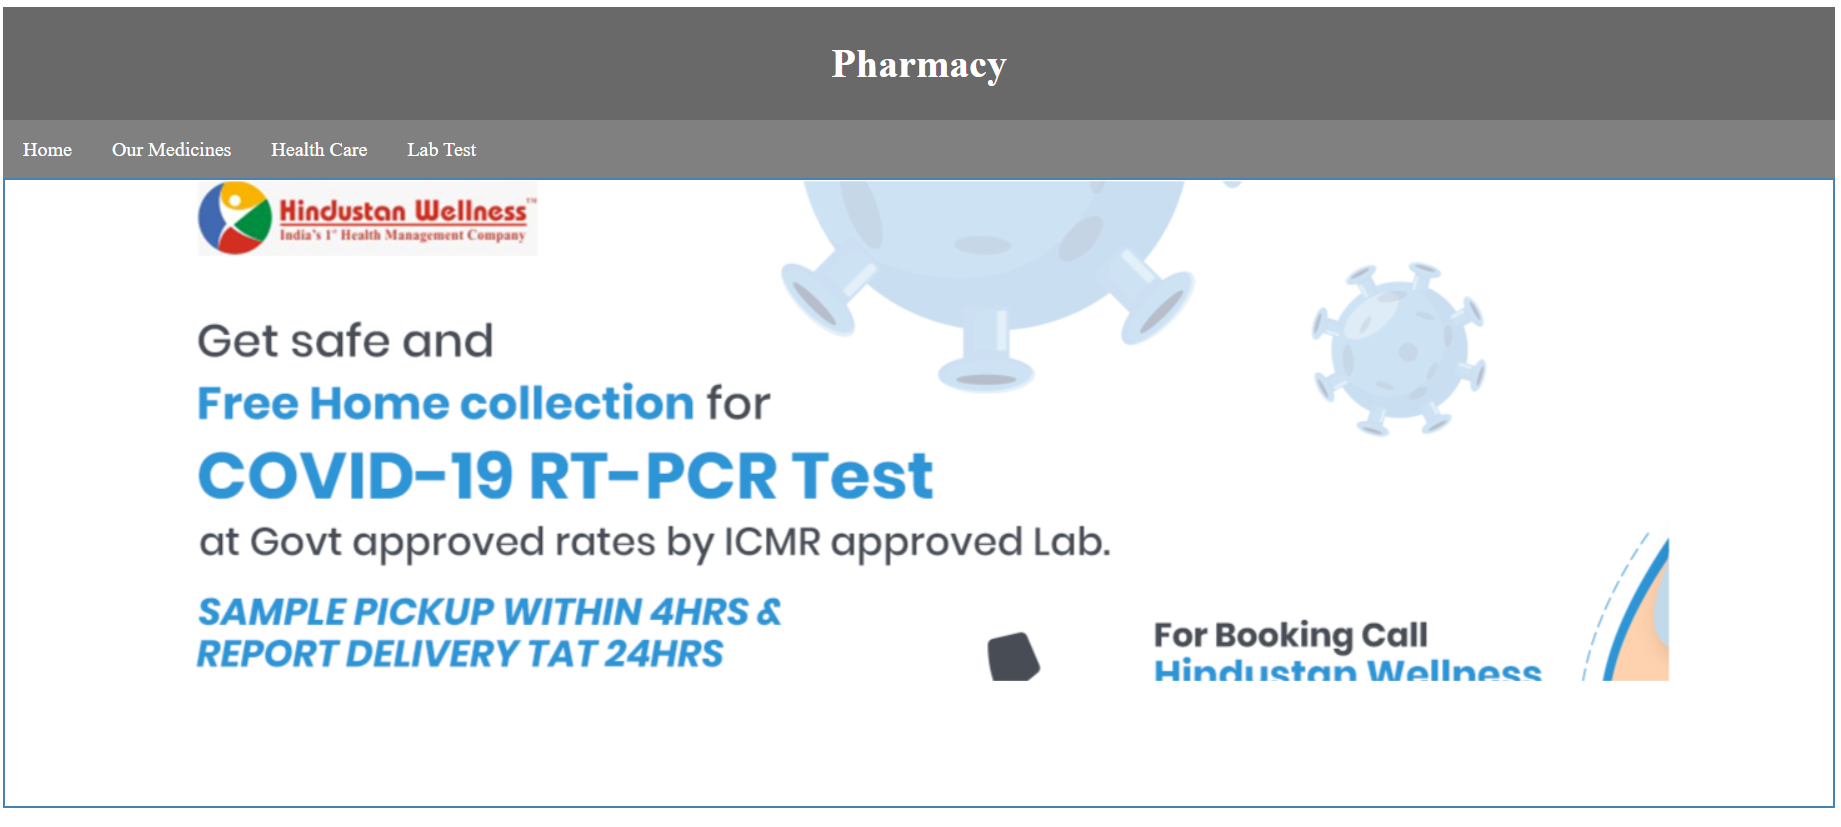 Pharmacy
Home Our Medicines Health Care Lab Test
Hindustan Wellness™
India's 1st Health Management Company
Get safe and
Free Home collection for
COVID-19 RT-PCR Test
at Govt approved rates by ICMR approved Lab.
SAMPLE PICKUP WITHIN 4HRS &
REPORT DELIVERY TAT 24HRS
For Booking Call
Hindustan Wellness